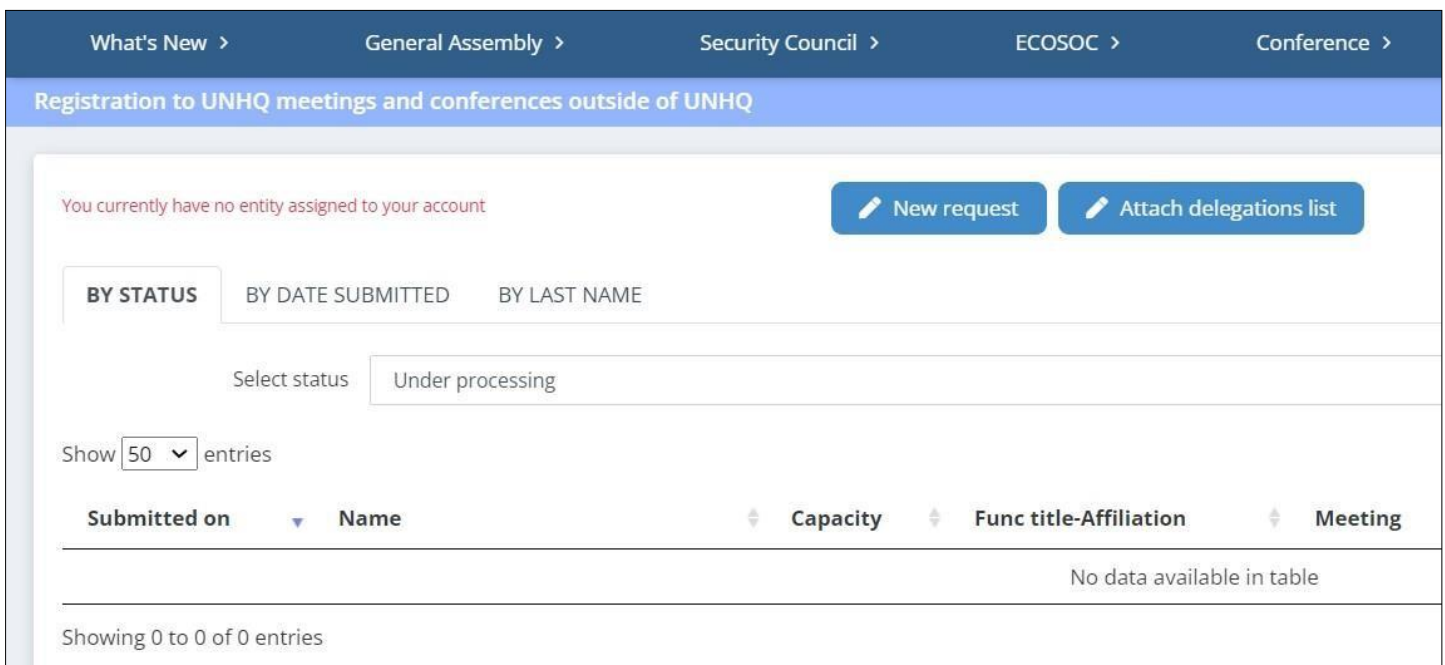 What's New > General Assembly > Security Council > ECOSOC > Conference >
Registration to UNHQ meetings and conferences outside of UNHQ
You currently have no entity assigned to your account New request Attach delegations list
BY STATUS BY DATE SUBMITTED BY LAST NAME
Select status Under processing
Show 50 entries
Submitted on Name Capacity Func title-Affiliation Meeting
No data available in table
Showing 0 to 0 of 0 entries